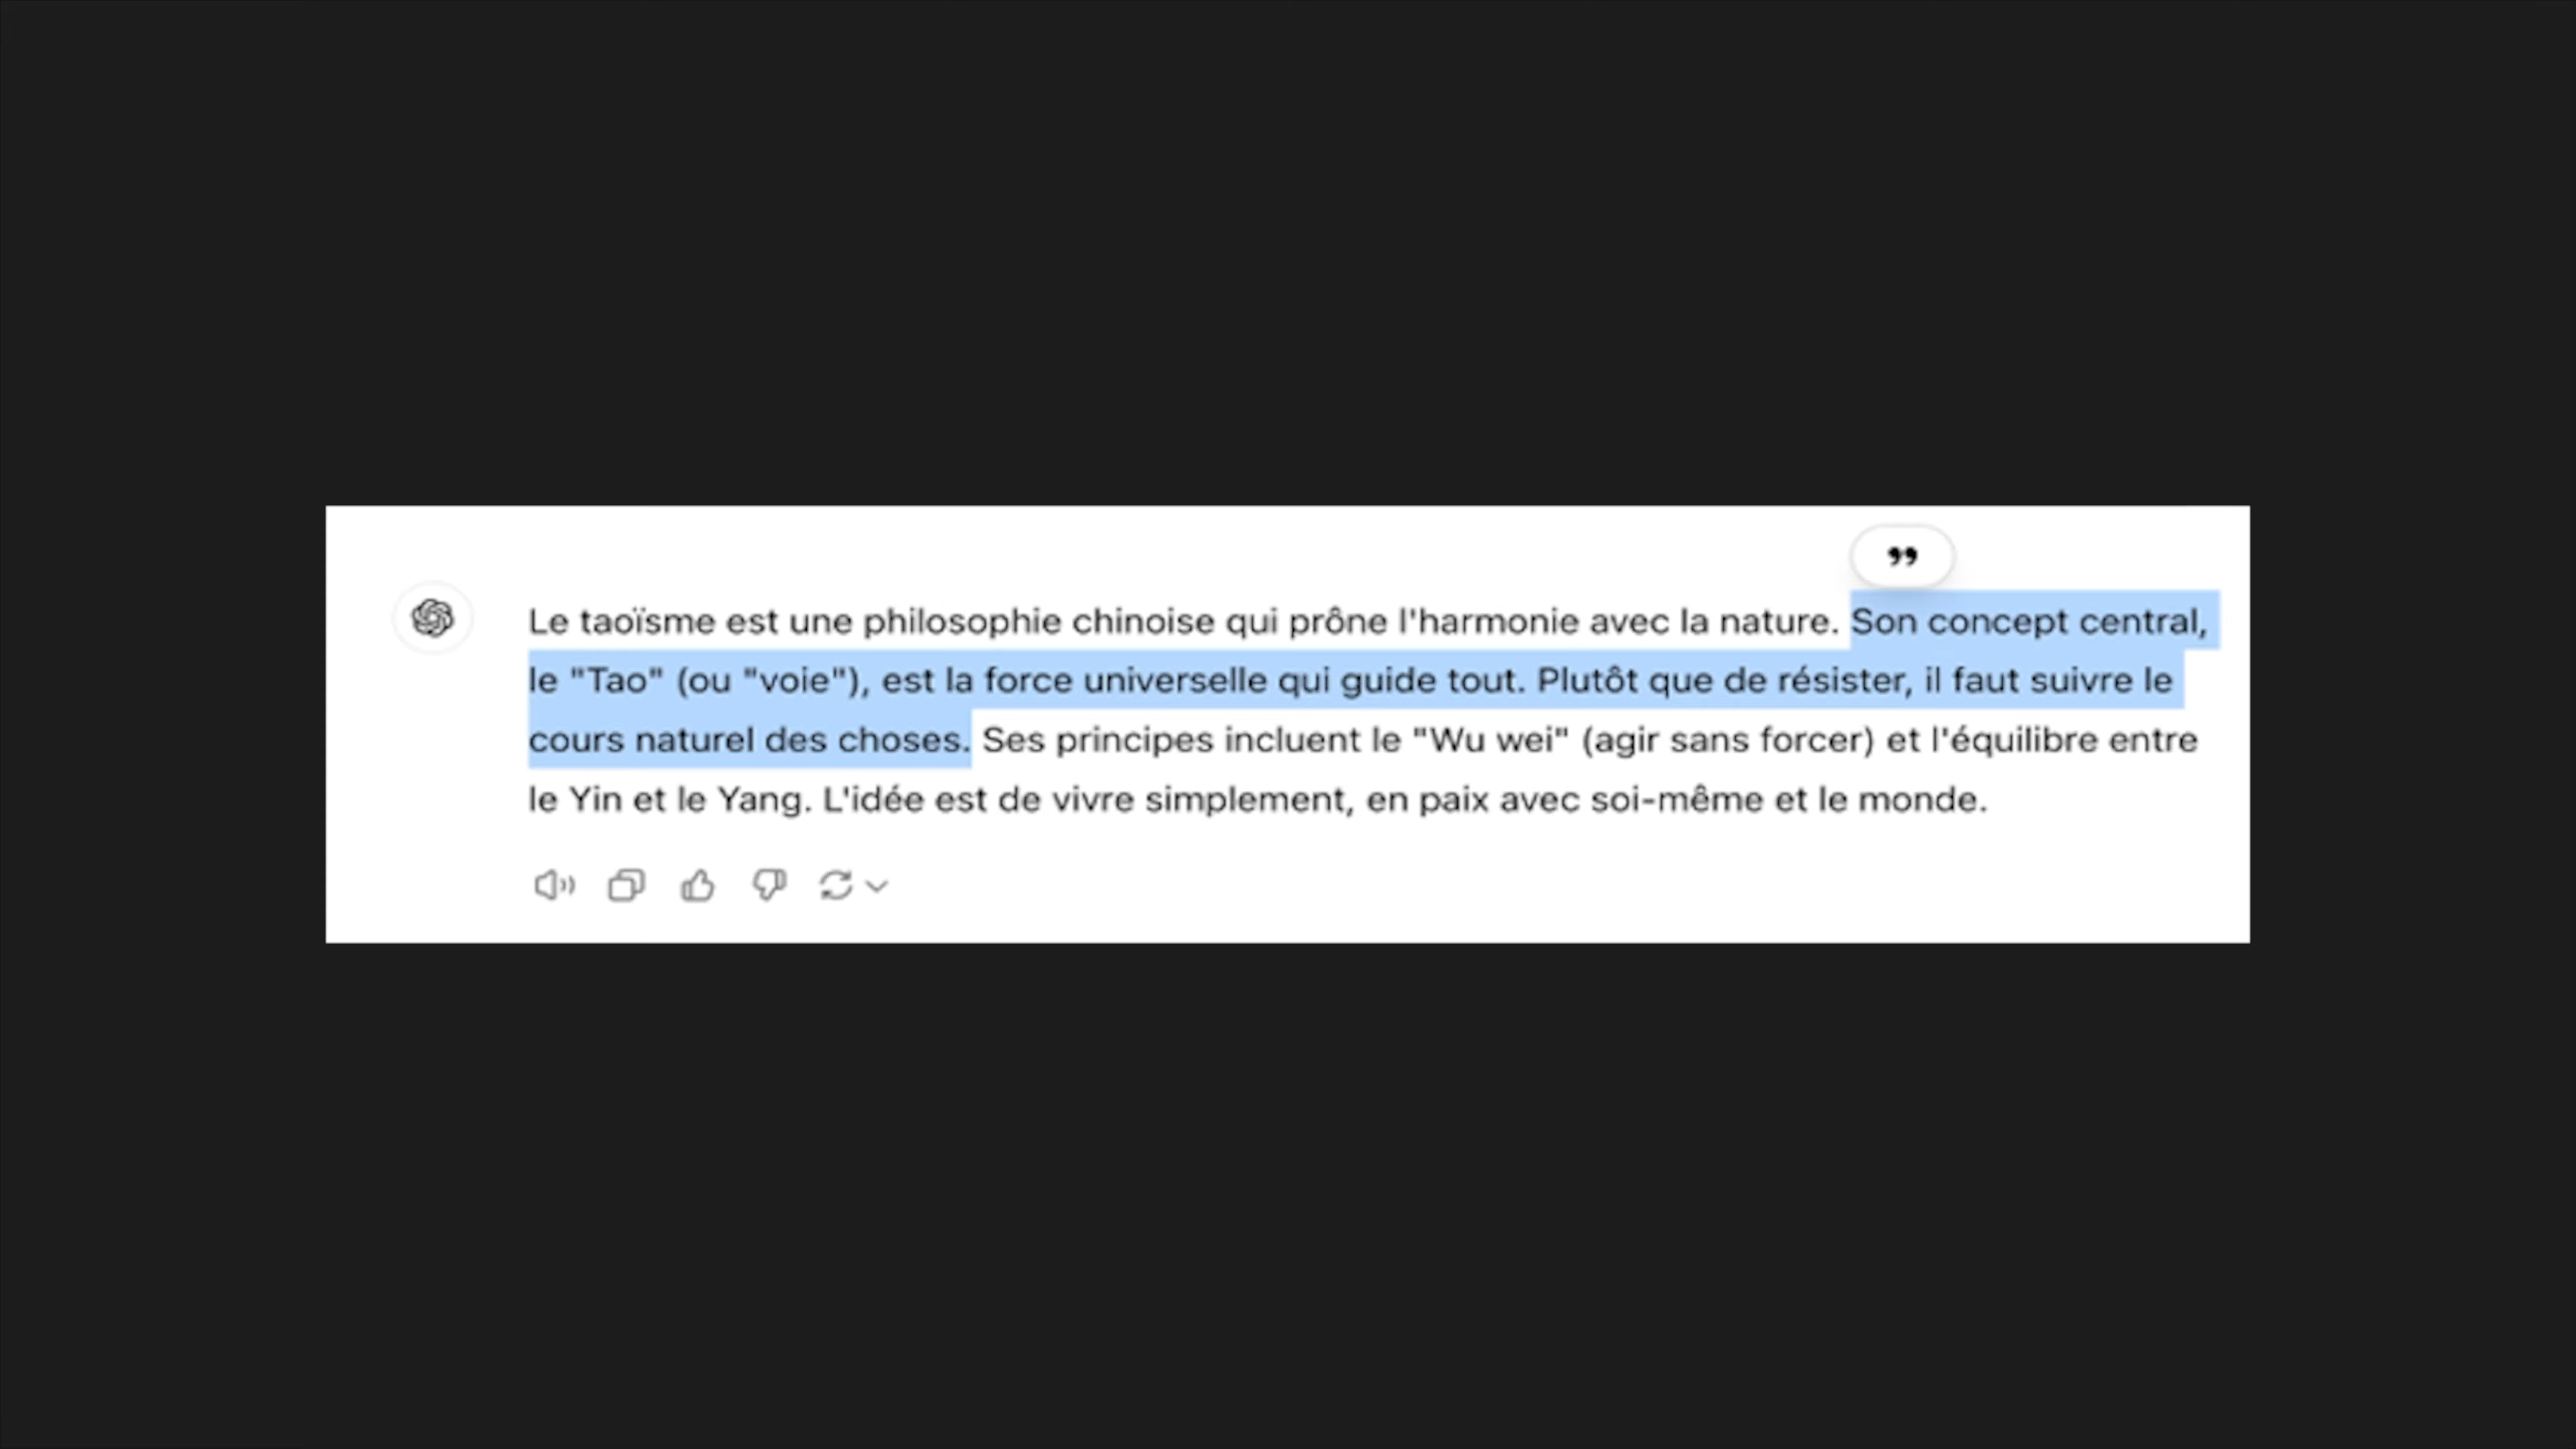 ”
Le taoïsme est une philosophie chinoise qui prône l'harmonie avec la nature. Son concept central,
le "Tao" (ou "voie"), est la force universelle qui guide tout. Plutôt que de résister, il faut suivre le
cours naturel des choses. Ses principes incluent le "Wu wei" (agir sans forcer) et l'équilibre entre
le Yin et le Yang. L'idée est de vivre simplement, en paix avec soi-même et le monde.